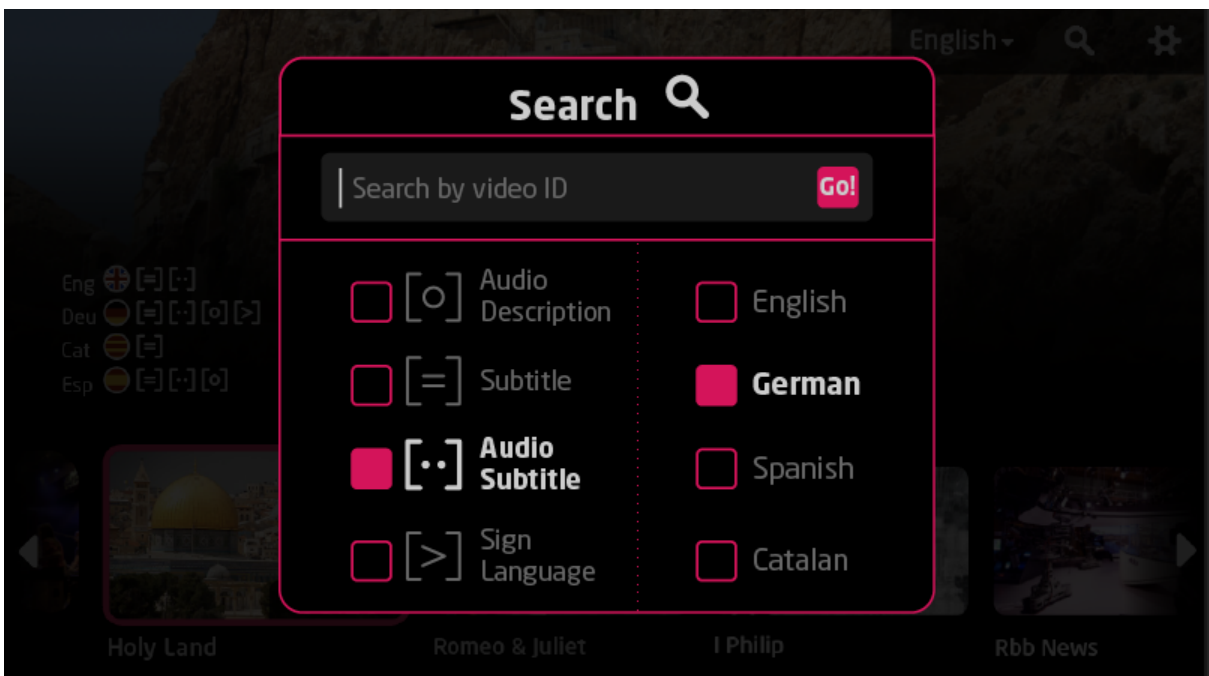 English
Search
Search by video ID
Go!
Audio
Description
Subtitle
Audio
Subtitle
Sign
Language
English
German
Spanish
Catalan
Eng [=] [··]
Deu [=] [··] [o] [>]
Cat [=]
Esp [=] [··] [o]
Holy Land
Romeo & Juliet
I Philip
Rbb News